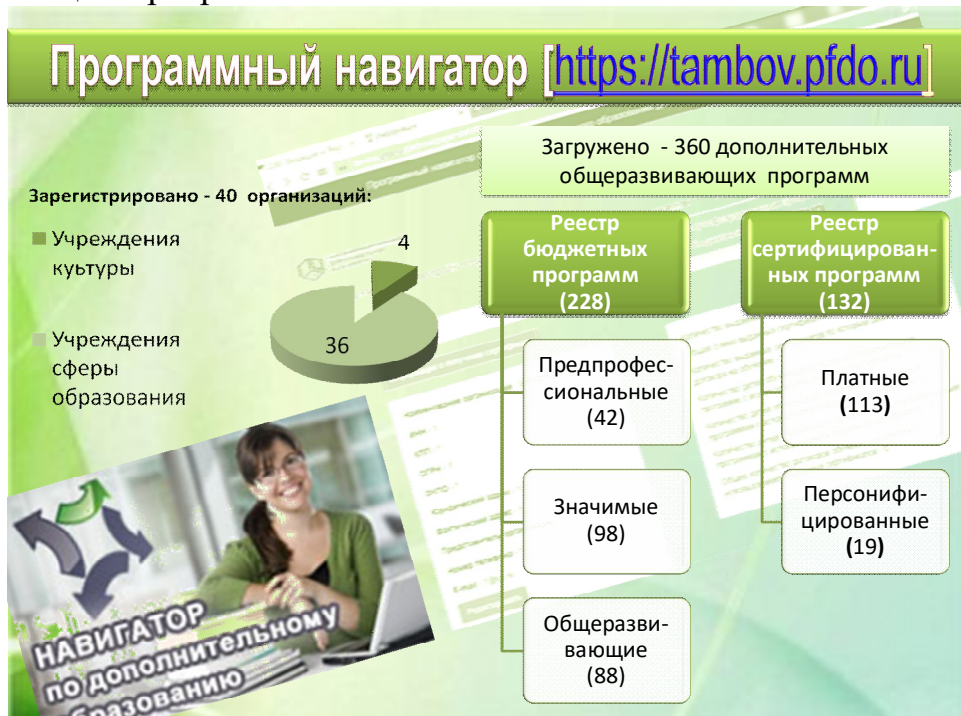 Программный навигатор [https://tambov.pfdo.ru]
Загружено - 360 дополнительных
общеразвивающих программ
Зарегистрировано - 40 организаций:
Учреждения
куьтуры
Учреждения
сферы
образования
4
36
Реестр
бюджетных
программ
(228)
Предпрофес-
сиональные
(42)
Значимые
(98)
Общеразви-
вающие
(88)
Реестр
сертифицирован-
ных программ
(132)
Платные
(113)
Персонифи-
цированные
(19)
НАВИГАТОР
по дополнительному
образованию